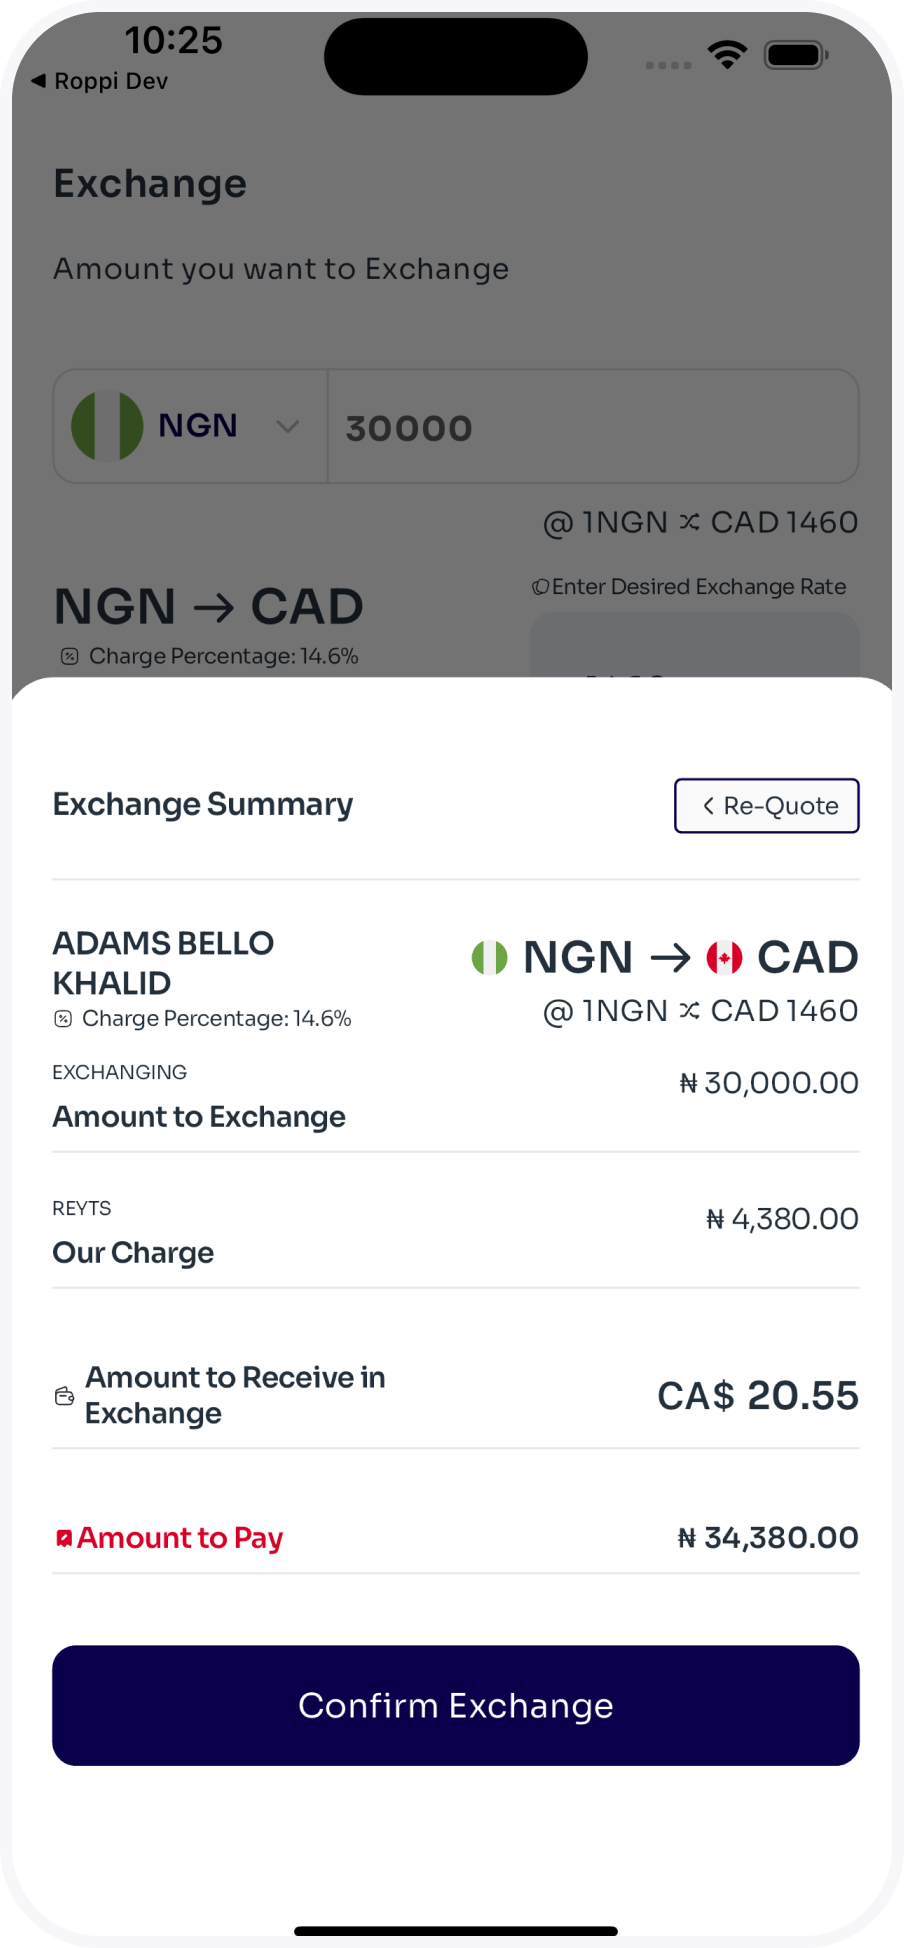 10:25
◀ Roppi Dev
Exchange
Amount you want to Exchange
NGN 30000
@ 1NGN CAD 1460
NGN → CAD
Enter Desired Exchange Rate
Charge Percentage: 14.6%
Exchange Summary
< Re-Quote
ADAMS BELLO
KHALID
NGN → CAD
Charge Percentage: 14.6%
@ 1NGN CAD 1460
EXCHANGING
Amount to Exchange
₦ 30,000.00
REYTS
Our Charge
₦ 4,380.00
Amount to Receive in
Exchange
CA$ 20.55
Amount to Pay
₦ 34,380.00
Confirm Exchange